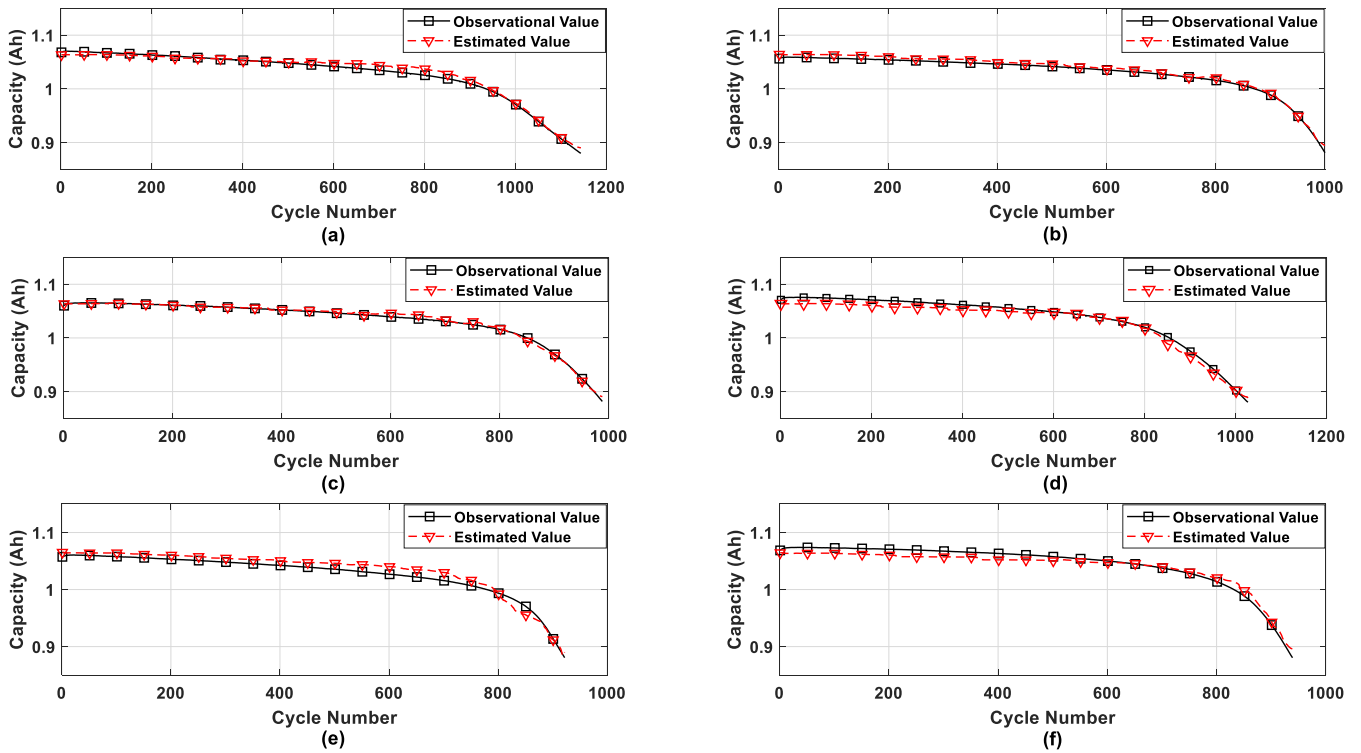 Capacity (Ah)
1.1
1
0.9
Observational Value
Estimated Value
0 200 400 600 800 1000 1200
Cycle Number
(a)
Capacity (Ah)
1.1
1
0.9
Observational Value
Estimated Value
0 200 400 600 800 1000
Cycle Number
(b)
Capacity (Ah)
1.1
1
0.9
Observational Value
Estimated Value
0 200 400 600 800 1000
Cycle Number
(c)
Capacity (Ah)
1.1
1
0.9
Observational Value
Estimated Value
0 200 400 600 800 1000 1200
Cycle Number
(d)
Capacity (Ah)
1.1
1
0.9
Observational Value
Estimated Value
0 200 400 600 800 1000
Cycle Number
(e)
Capacity (Ah)
1.1
1
0.9
Observational Value
Estimated Value
0 200 400 600 800 1000
Cycle Number
(f)